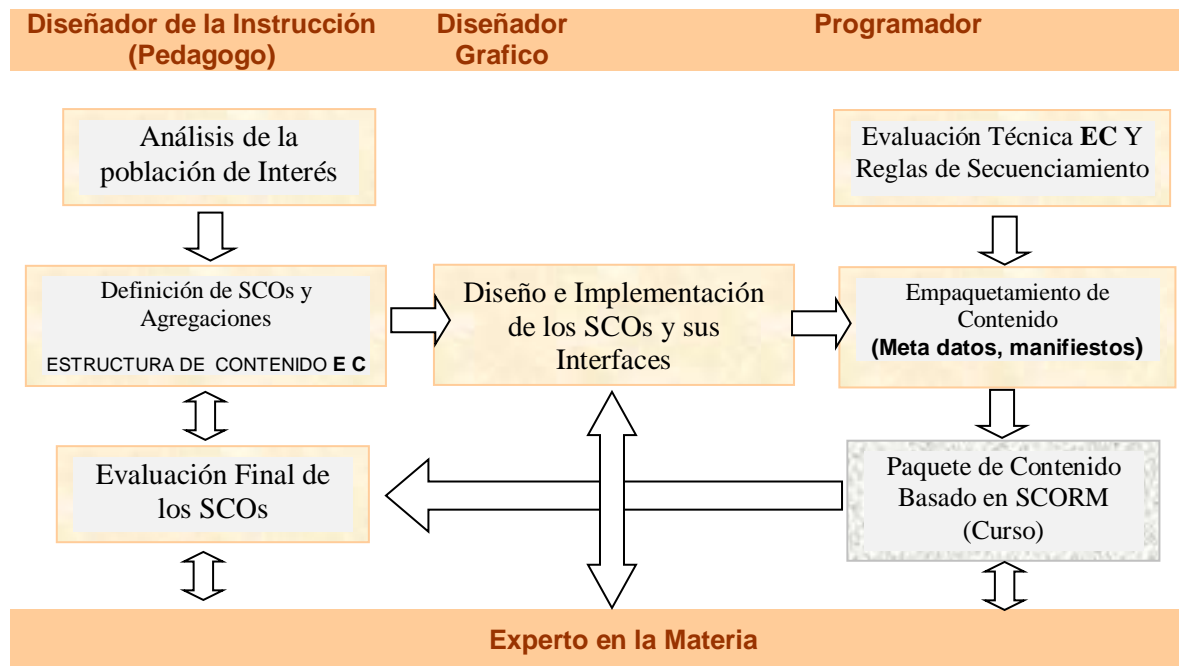 Diseñador de la Instrucción
(Pedagogo)
Diseñador
Grafico
Programador
Análisis de la
población de Interés
Evaluación Técnica EC Y
Reglas de Secuenciamiento
Definición de SCOs y
Agregaciones
ESTRUCTURA DE CONTENIDO E C
Diseño e Implementación
de los SCOs y sus
Interfaces
Empaquetamiento de
Contenido
(Meta datos, manifiestos)
Evaluación Final de
los SCOs
Paquete de Contenido
Basado en SCORM
(Curso)
Experto en la Materia